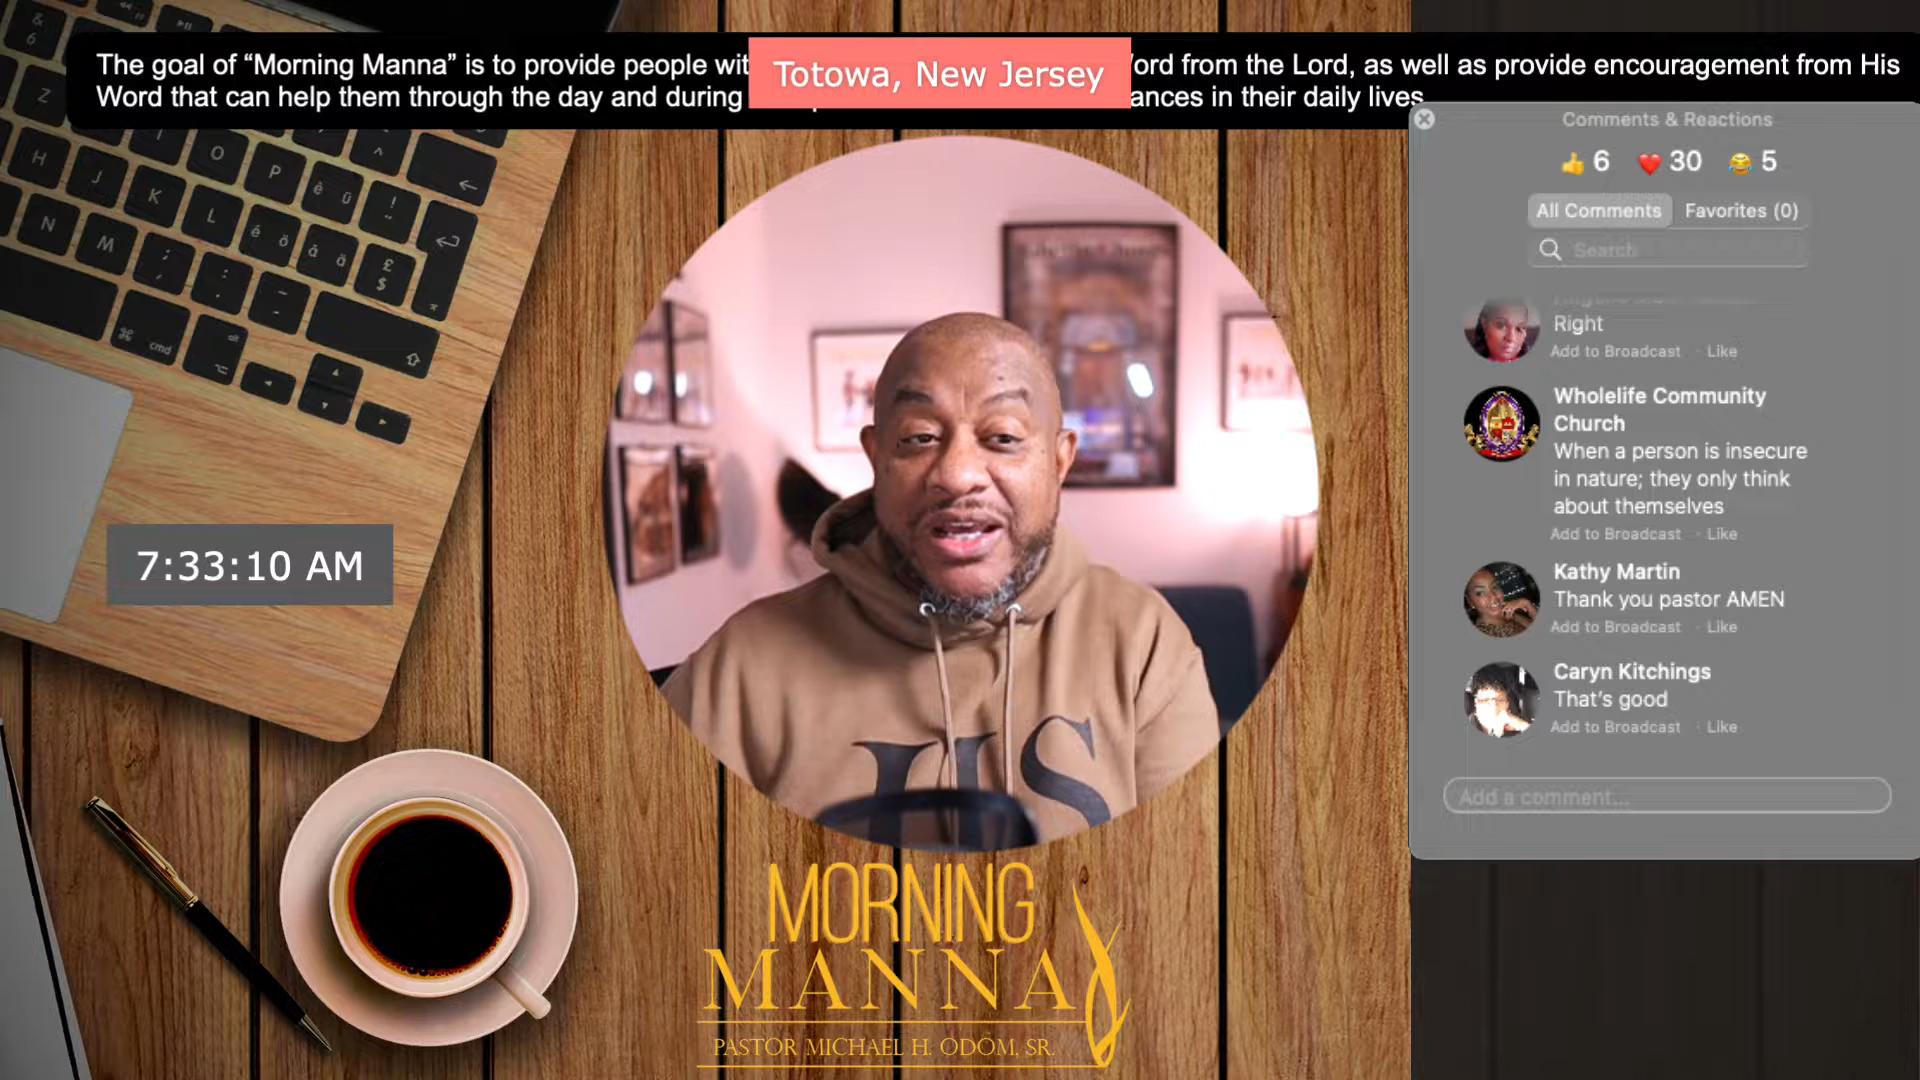 The goal of “Morning Manna” is to provide people wit
Totowa, New Jersey
ord from the Lord, as well as provide encouragement from His
Word that can help them through the day and during
ances in their daily lives.
Comments & Reactions
👍 6 ❤️ 30 😂 5
All Comments Favorites (0)
Search
Right
Add to Broadcast · Like
Wholelife Community
Church
When a person is insecure
in nature; they only think
about themselves
Add to Broadcast · Like
Kathy Martin
Thank you pastor AMEN
Add to Broadcast · Like
Caryn Kitchings
That's good
Add to Broadcast · Like
Add a comment...
7:33:10 AM
&
6
Z
I
O
P
è
ü
!
H
J
K
L
é ö
à ä
£
$
N
M
;
,
:
.
–
-
⌘
cmd
alt
HS
MORNING
MANNA
PASTOR MICHAEL H. ODOM, SR.